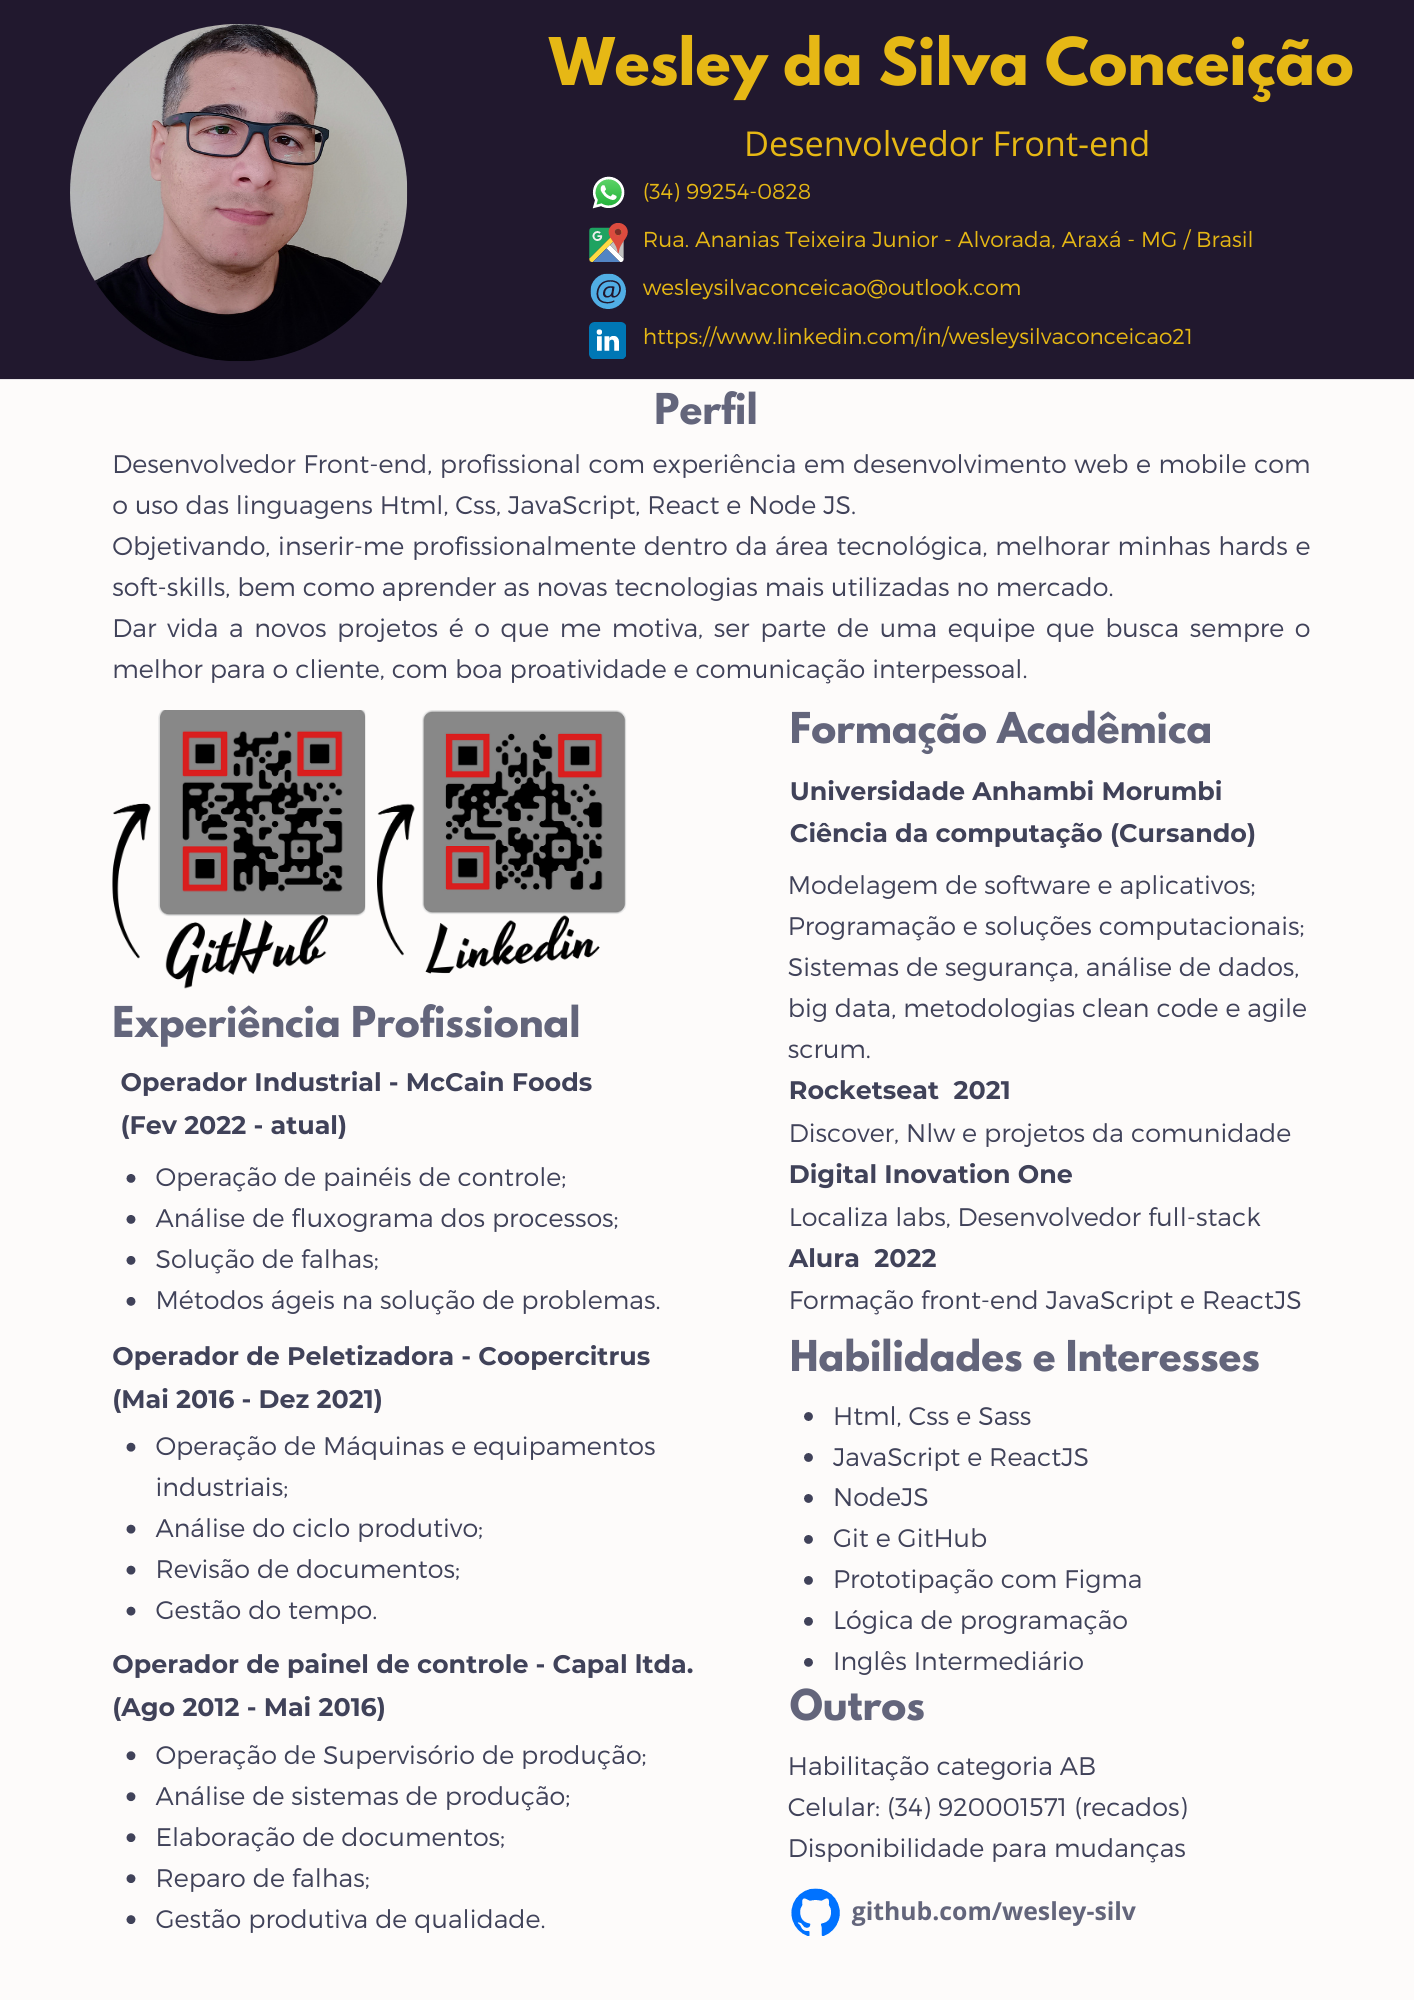 Wesley da Silva Conceição
Desenvolvedor Front-end
(34) 99254-0828
Rua. Ananias Teixeira Junior - Alvorada, Araxá - MG / Brasil
wesleysilvaconceicao@outlook.com
https://www.linkedin.com/in/wesleysilvaconceicao21
Perfil
Desenvolvedor Front-end, profissional com experiência em desenvolvimento web e mobile com
o uso das linguagens Html, Css, JavaScript, React e Node JS.
Objetivando, inserir-me profissionalmente dentro da área tecnológica, melhorar minhas hards e
soft-skills, bem como aprender as novas tecnologias mais utilizadas no mercado.
Dar vida a novos projetos é o que me motiva, ser parte de uma equipe que busca sempre o
melhor para o cliente, com boa proatividade e comunicação interpessoal.
GitHub
Linkedin
Experiência Profissional
Operador Industrial - McCain Foods
(Fev 2022 - atual)
• Operação de painéis de controle;
• Análise de fluxograma dos processos;
• Solução de falhas;
• Métodos ágeis na solução de problemas.
Operador de Peletizadora - Coopercitrus
(Mai 2016 - Dez 2021)
• Operação de Máquinas e equipamentos
industriais;
• Análise do ciclo produtivo;
• Revisão de documentos;
• Gestão do tempo.
Operador de painel de controle - Capal ltda.
(Ago 2012 - Mai 2016)
• Operação de Supervisório de produção;
• Análise de sistemas de produção;
• Elaboração de documentos;
• Reparo de falhas;
• Gestão produtiva de qualidade.
Formação Acadêmica
Universidade Anhambi Morumbi
Ciência da computação (Cursando)
Modelagem de software e aplicativos;
Programação e soluções computacionais;
Sistemas de segurança, análise de dados,
big data, metodologias clean code e agile
scrum.
Rocketseat 2021
Discover, Nlw e projetos da comunidade
Digital Inovation One
Localiza labs, Desenvolvedor full-stack
Alura 2022
Formação front-end JavaScript e ReactJS
Habilidades e Interesses
• Html, Css e Sass
• JavaScript e ReactJS
• NodeJS
• Git e GitHub
• Prototipação com Figma
• Lógica de programação
• Inglês Intermediário
Outros
Habilitação categoria AB
Celular: (34) 920001571 (recados)
Disponibilidade para mudanças
github.com/wesley-silv